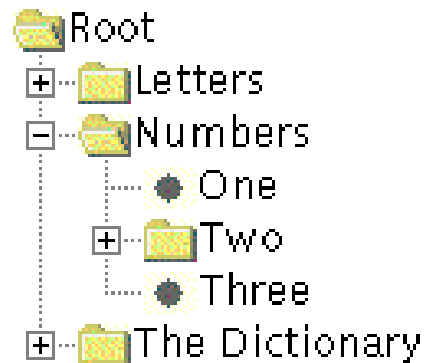 Root
Letters
Numbers
One
Two
Three
The Dictionary